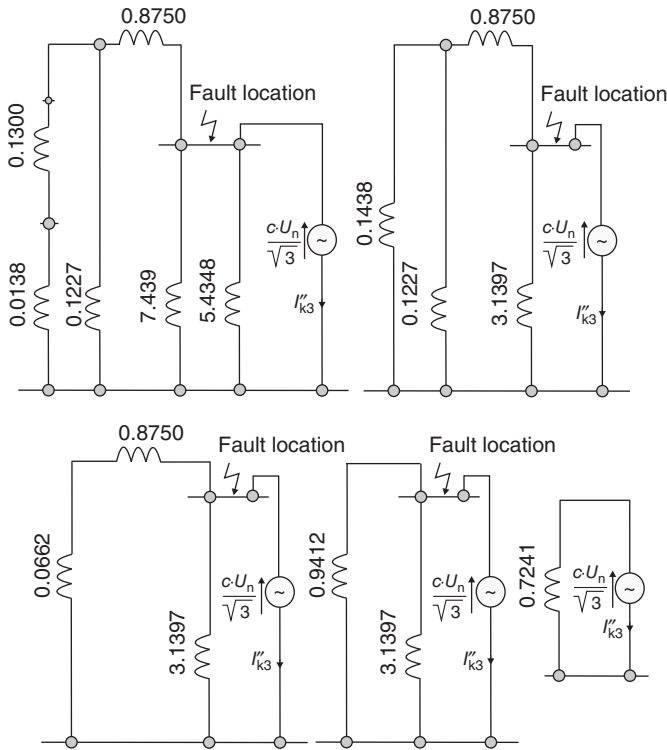 0.8750
Fault location
0.1300
0.0138
0.1227
7.439
5.4348
c·Un
√3
I″k3
0.8750
Fault location
0.1438
0.1227
3.1397
c·Un
√3
I″k3
0.8750
Fault location
0.0662
3.1397
c·Un
√3
I″k3
Fault location
0.9412
3.1397
c·Un
√3
I″k3
0.7241
c·Un
√3
I″k3